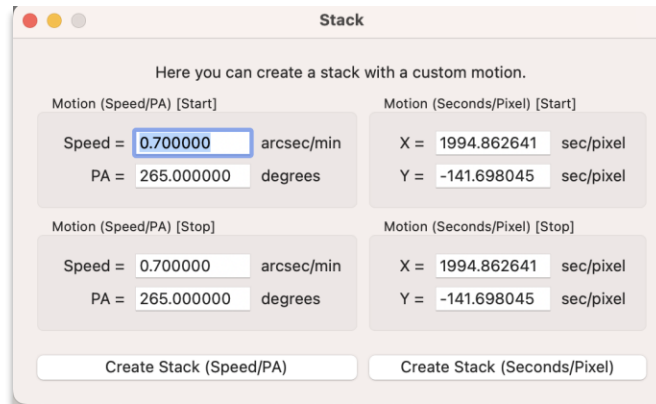 Stack
Here you can create a stack with a custom motion.
Motion (Speed/PA) [Start]
Speed = 0.700000 arcsec/min
PA = 265.000000 degrees
Motion (Seconds/Pixel) [Start]
X = 1994.862641 sec/pixel
Y = -141.698045 sec/pixel
Motion (Speed/PA) [Stop]
Speed = 0.700000 arcsec/min
PA = 265.000000 degrees
Motion (Seconds/Pixel) [Stop]
X = 1994.862641 sec/pixel
Y = -141.698045 sec/pixel
Create Stack (Speed/PA)
Create Stack (Seconds/Pixel)